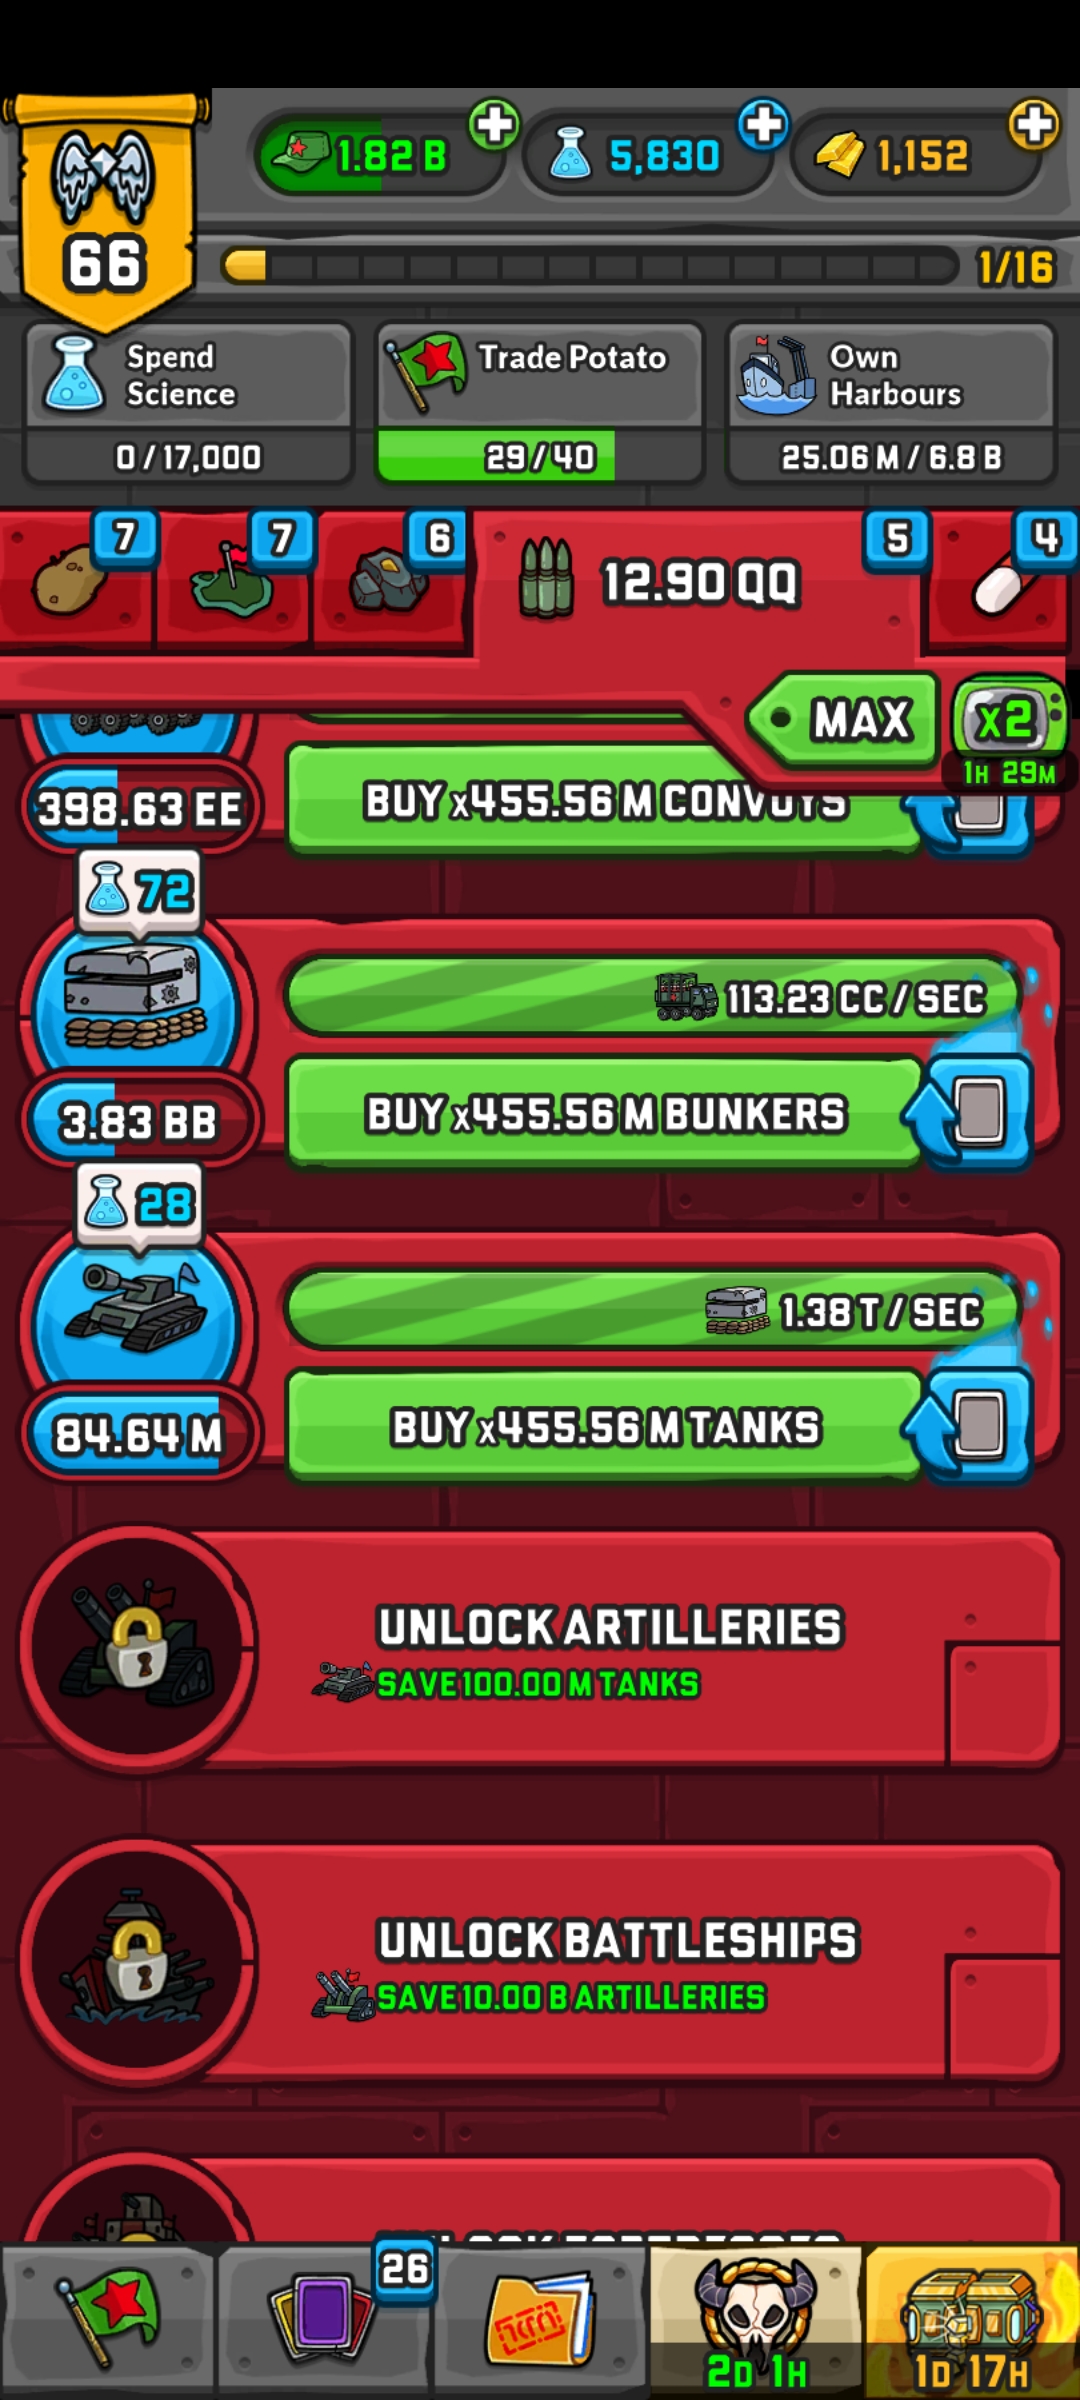 66
1.82 B
5,830
1,152
1/16
Spend
Science
0/17,000
Trade Potato
29/40
Own
Harbours
25.06 M / 6.8 B
7
7
6
12.90 QQ
5
4
MAX
x2
1H 29M
398.63 EE
BUY x455.56 M CONVOYS
72
113.23 CC / SEC
3.83 BB
BUY x455.56 M BUNKERS
28
1.38 T / SEC
84.64 M
BUY x455.56 M TANKS
UNLOCK ARTILLERIES
SAVE 100.00 M TANKS
UNLOCK BATTLESHIPS
SAVE 10.00 B ARTILLERIES
26
2D 1H
1D 17H